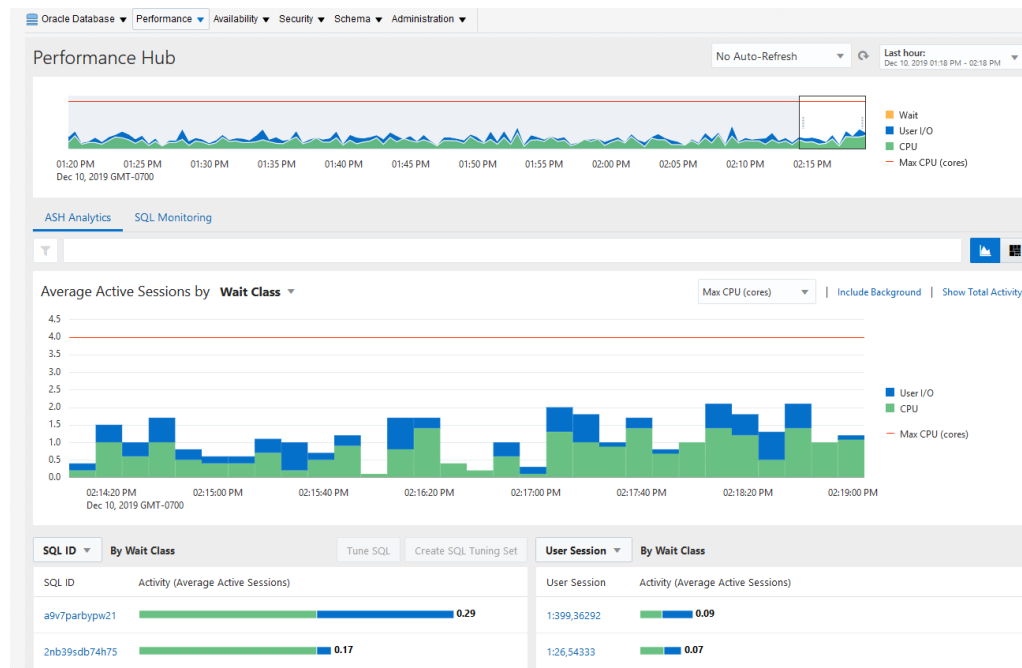 Oracle Database Performance Availability Security Schema Administration
Performance Hub
No Auto-Refresh
Last hour:
Dec 10, 2019 01:18 PM - 02:18 PM
Wait
User I/O
CPU
Max CPU (cores)
01:20 PM 01:25 PM 01:30 PM 01:35 PM 01:40 PM 01:45 PM 01:50 PM 01:55 PM 02:00 PM 02:05 PM 02:10 PM 02:15 PM
Dec 10, 2019 GMT-0700
ASH Analytics SQL Monitoring
Average Active Sessions by Wait Class
Max CPU (cores) | Include Background | Show Total Activity
4.5
4.0
3.5
3.0
2.5
2.0
1.5
1.0
0.5
0.0
User I/O
CPU
Max CPU (cores)
02:14:20 PM 02:15:00 PM 02:15:40 PM 02:16:20 PM 02:17:00 PM 02:17:40 PM 02:18:20 PM 02:19:00 PM
Dec 10, 2019 GMT-0700
SQL ID By Wait Class Tune SQL Create SQL Tuning Set
SQL ID Activity (Average Active Sessions)
a9v7parbypw21 0.29
2nb39sdb74h75 0.17
User Session By Wait Class
User Session Activity (Average Active Sessions)
1:399,36292 0.09
1:26,54333 0.07